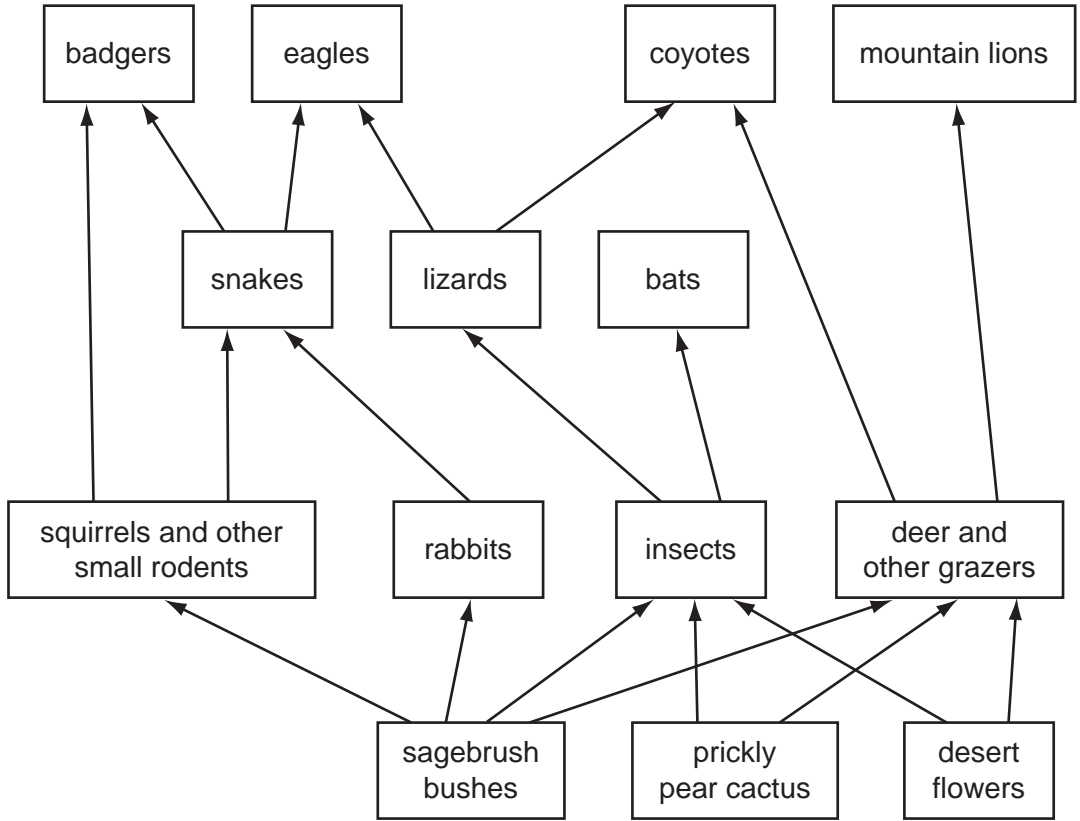 badgers
eagles
coyotes
mountain lions
snakes
lizards
bats
squirrels and other
small rodents
rabbits
insects
deer and
other grazers
sagebrush
bushes
prickly
pear cactus
desert
flowers